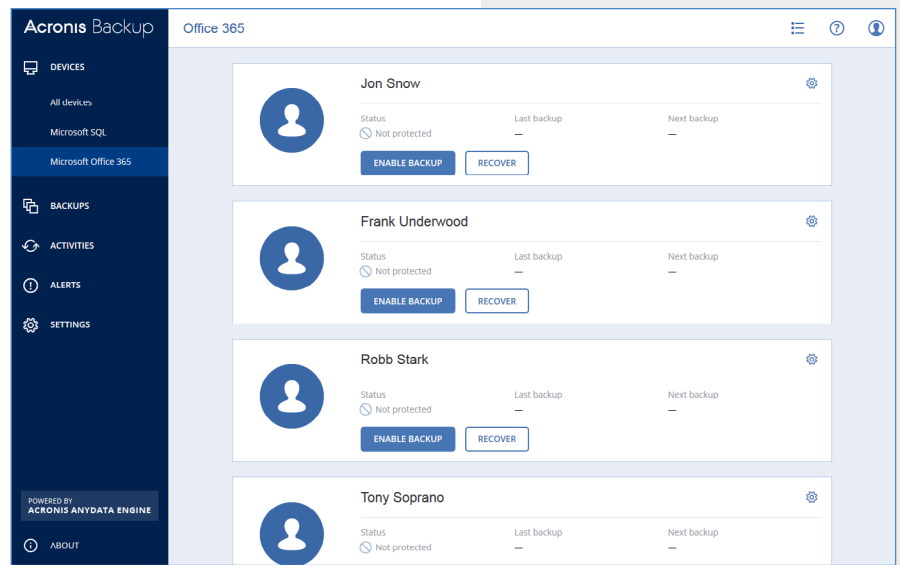 Acronis Backup
Office 365
DEVICES
All devices
Microsoft SQL
Microsoft Office 365
BACKUPS
ACTIVITIES
ALERTS
SETTINGS
POWERED BY
ACRONIS ANYDATA ENGINE
ABOUT
Jon Snow
Status Last backup Next backup
Not protected — —
ENABLE BACKUP RECOVER
Frank Underwood
Status Last backup Next backup
Not protected — —
ENABLE BACKUP RECOVER
Robb Stark
Status Last backup Next backup
Not protected — —
ENABLE BACKUP RECOVER
Tony Soprano
Status Last backup Next backup
Not protected — —